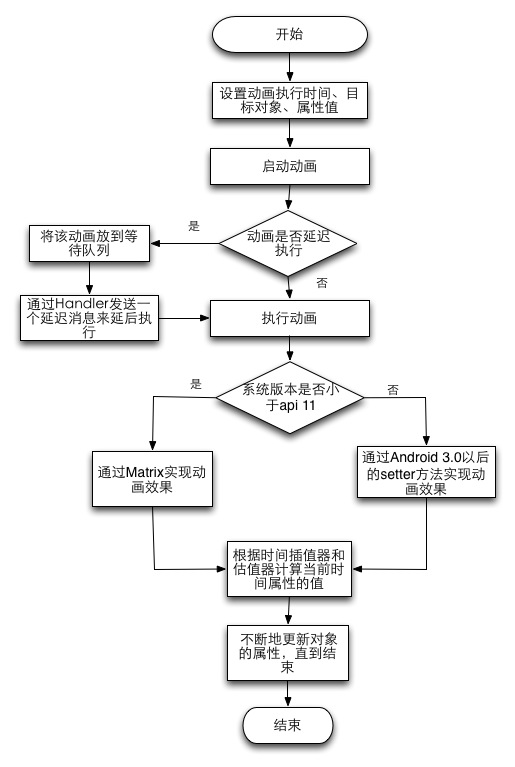 开始
设置动画执行时间、目
标对象、属性值
启动动画
动画是否延迟
执行
是
将该动画放到等
待队列
否
通过Handler发送一
个延迟消息来延后执
行
执行动画
系统版本是否小
于api 11
是
否
通过Matrix实现动
画效果
通过Android 3.0以后
的setter方法实现动
画效果
根据时间插值器和
估值器计算当前时
间属性的值
不断地更新对象
的属性，直到结
束
结束